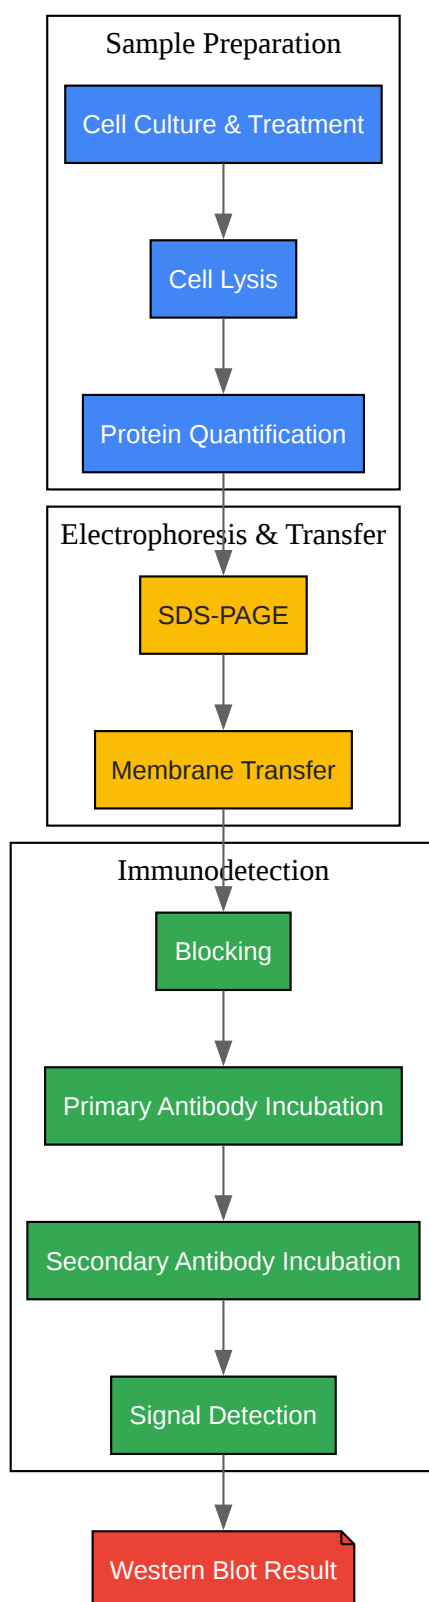 Sample Preparation
Cell Culture & Treatment
Cell Lysis
Protein Quantification
Electrophoresis & Transfer
SDS-PAGE
Membrane Transfer
Immunodetection
Blocking
Primary Antibody Incubation
Secondary Antibody Incubation
Signal Detection
Western Blot Result